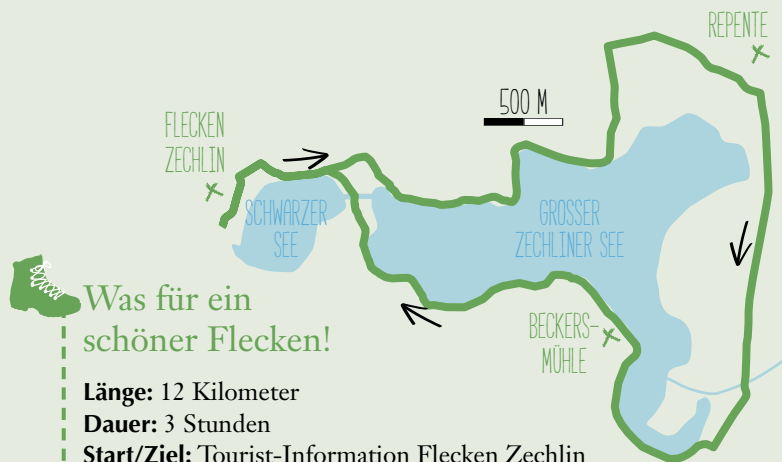 REPENTE
500 M
FLECKEN
ZECHLIN
SCHWARZER
SEE
GROSSER
ZECHLINER SEE
BECKERS-
MÜHLE
Was für ein
schöner Flecken!
Länge: 12 Kilometer
Dauer: 3 Stunden
Start/Ziel: Tourist-Information Flecken Zechlin